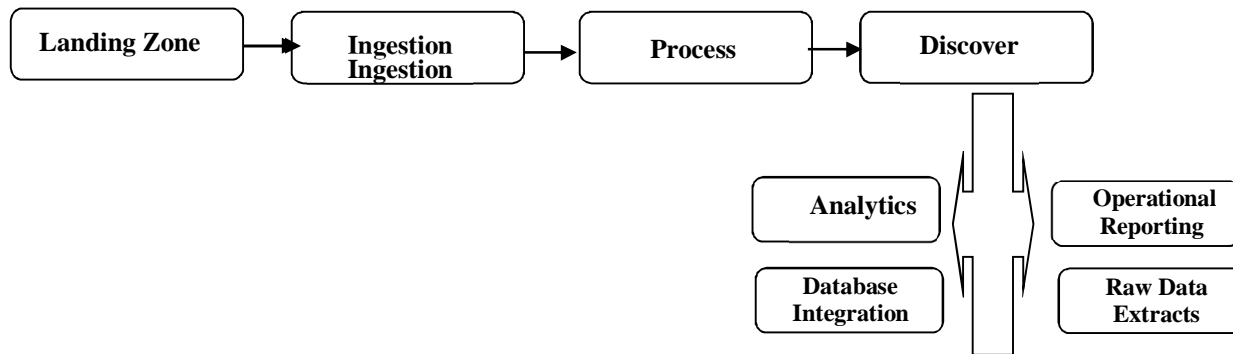 Landing Zone
Ingestion
Ingestion
Process
Discover
Analytics
Operational
Reporting
Database
Integration
Raw Data
Extracts